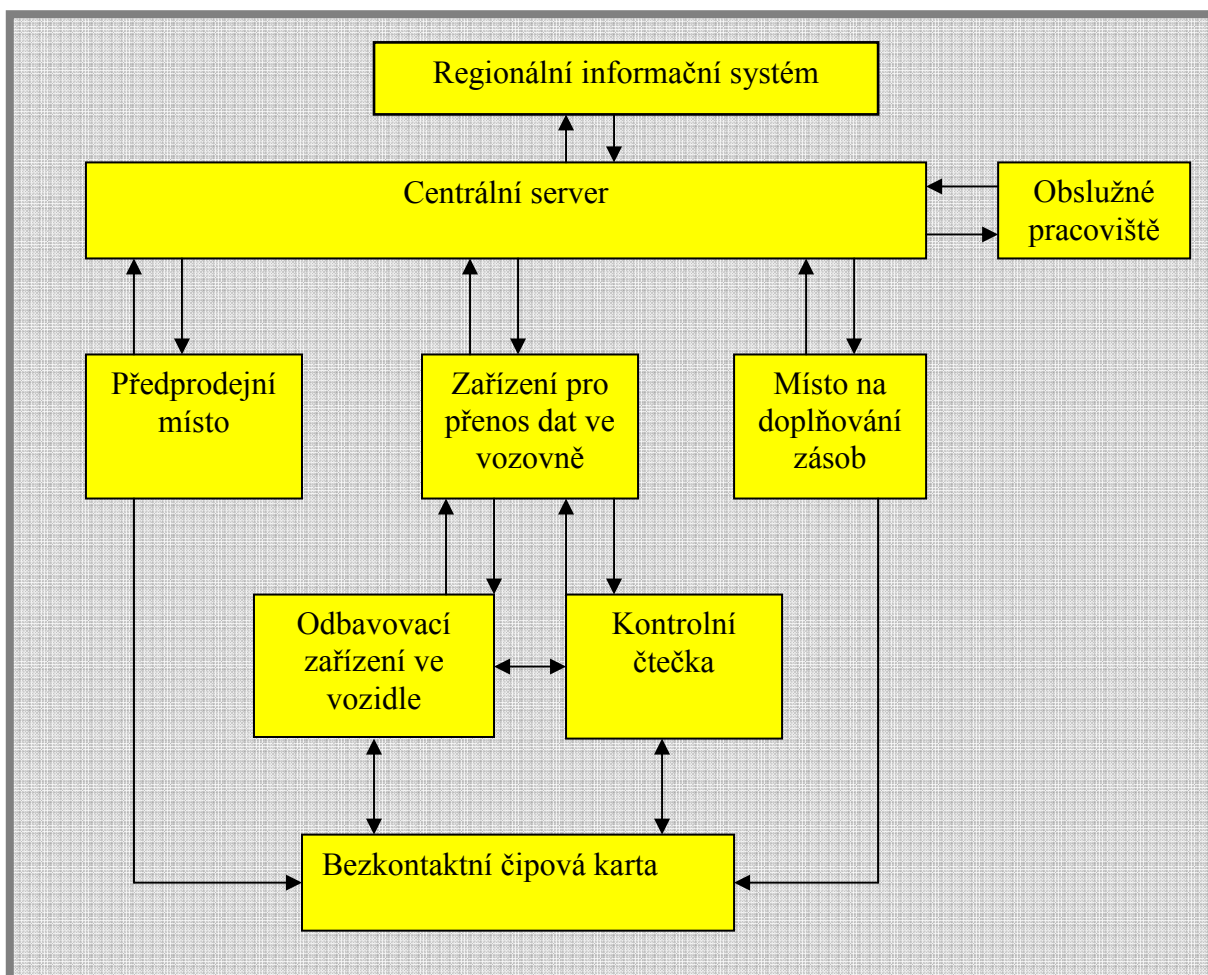 Regionální informační systém
Centrální server
Obslužné
pracoviště
Předprodejní
místo
Zařízení pro
přenos dat ve
vozovně
Místo na
doplňování
zásob
Odbavovací
zařízení ve
vozidle
Kontrolní
čtečka
Bezkontaktní čipová karta